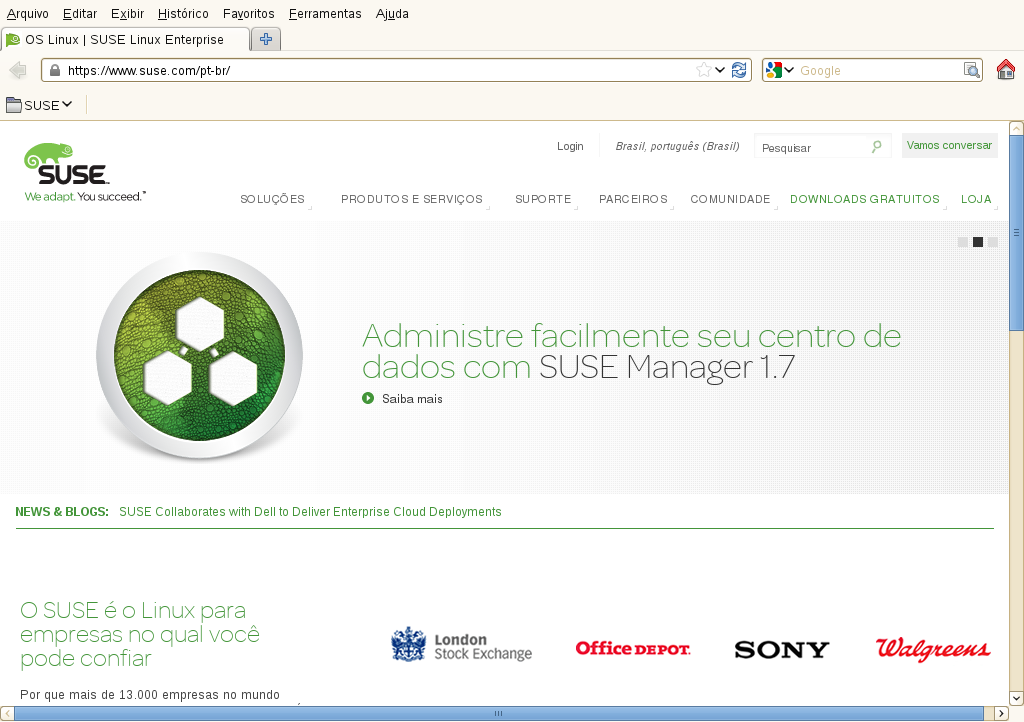 Arquivo Editar Exibir Histórico Favoritos Ferramentas Ajuda
OS Linux | SUSE Linux Enterprise
https://www.suse.com/pt-br/
Google
SUSE
Login
Brasil, português (Brasil)
Pesquisar
Vamos conversar
SUSE
We adapt. You succeed.™
SOLUÇÕES PRODUTOS E SERVIÇOS SUPORTE PARCEIROS COMUNIDADE DOWNLOADS GRATUITOS LOJA
Administre facilmente seu centro de
dados com SUSE Manager 1.7
Saiba mais
NEWS & BLOGS: SUSE Collaborates with Dell to Deliver Enterprise Cloud Deployments
O SUSE é o Linux para
empresas no qual você
pode confiar
London
Stock Exchange
Office DEPOT.
SONY
Walgreens
Por que mais de 13.000 empresas no mundo